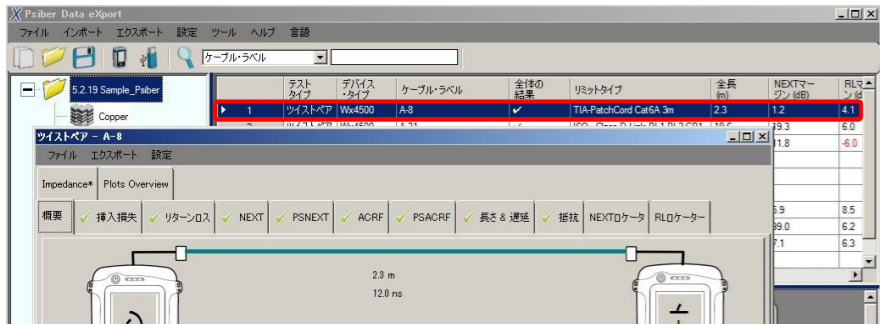 Psiber Data eXport
ファイル インポート エクスポート 設定 ツール ヘルプ 言語
ケーブル・ラベル
5.2.19 Sample_Psiber
Copper
テストタイプ デバイス・タイプ ケーブル・ラベル 全体の結果 リミットタイプ 全長(m) NEXTマージン (dB)
1 ツイストペア Wx4500 A-8 ✔ TIA-PatchCord Cat6A 3m 2.3 1.2 4.1
19.3 6.0
11.8 -6.0
8.5
6.2
7.1 6.3
ツイストペア - A-8
ファイル エクスポート 設定
Impedance* Plots Overview
概要 挿入損失 リターンロス NEXT PSNEXT ACRF PSACRF 長さ & 遅延 抵抗 NEXTロケータ RLロケーター
2.3 m
12.0 ns